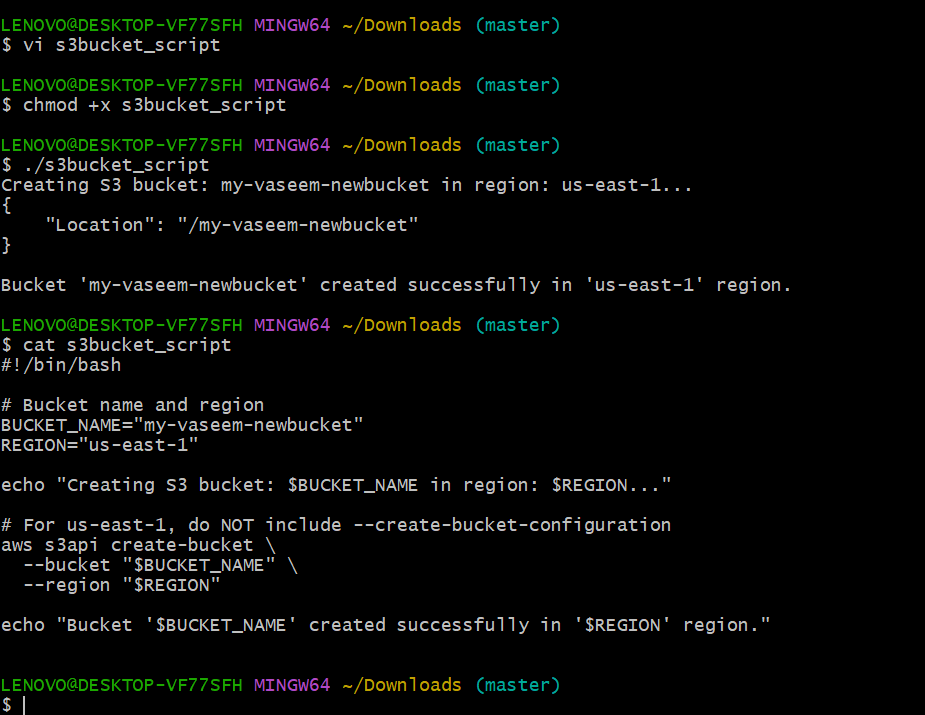 LENOVO@DESKTOP-VF77SFH MINGW64 ~/Downloads (master)
$ vi s3bucket_script
LENOVO@DESKTOP-VF77SFH MINGW64 ~/Downloads (master)
$ chmod +x s3bucket_script
LENOVO@DESKTOP-VF77SFH MINGW64 ~/Downloads (master)
$ ./s3bucket_script
Creating S3 bucket: my-vaseem-newbucket in region: us-east-1...
{
    "Location": "/my-vaseem-newbucket"
}
Bucket 'my-vaseem-newbucket' created successfully in 'us-east-1' region.
LENOVO@DESKTOP-VF77SFH MINGW64 ~/Downloads (master)
$ cat s3bucket_script
#!/bin/bash
# Bucket name and region
BUCKET_NAME="my-vaseem-newbucket"
REGION="us-east-1"
echo "Creating S3 bucket: $BUCKET_NAME in region: $REGION..."
# For us-east-1, do NOT include --create-bucket-configuration
aws s3api create-bucket \
  --bucket "$BUCKET_NAME" \
  --region "$REGION"
echo "Bucket '$BUCKET_NAME' created successfully in '$REGION' region."
LENOVO@DESKTOP-VF77SFH MINGW64 ~/Downloads (master)
$